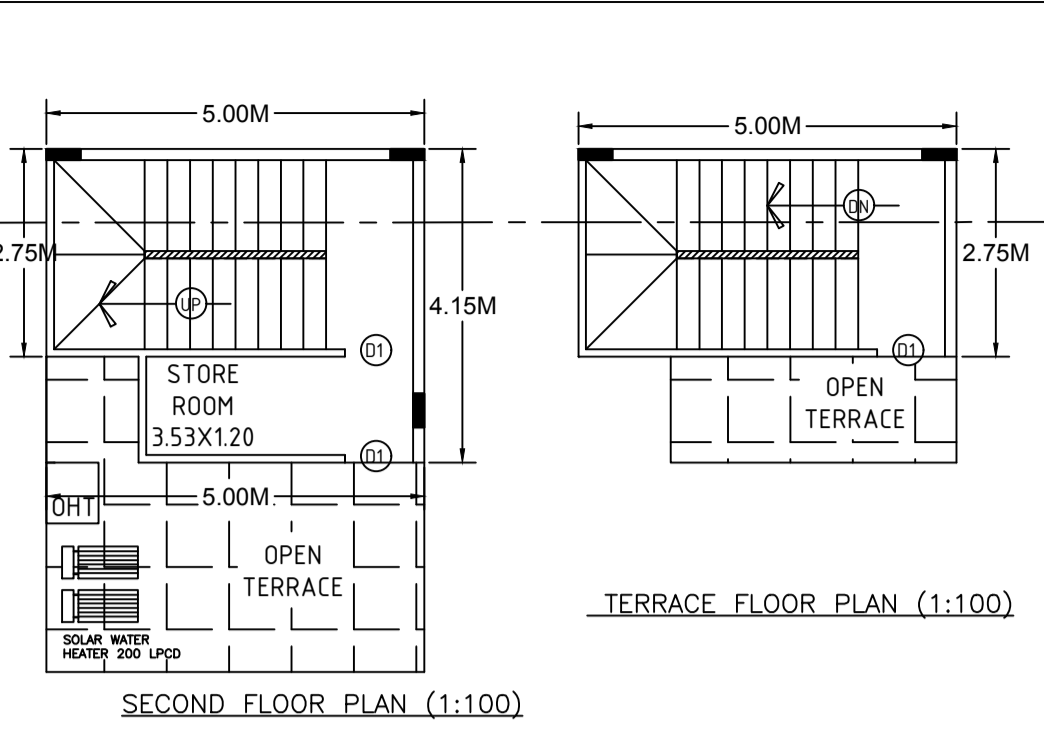 5.00M
2.75M
4.15M
UP
D1
STORE
ROOM
3.53X1.20
D1
5.00M
OHT
OPEN
TERRACE
SOLAR WATER
HEATER 200 LPCD
SECOND FLOOR PLAN (1:100)
5.00M
DN
2.75M
D1
OPEN
TERRACE
TERRACE FLOOR PLAN (1:100)